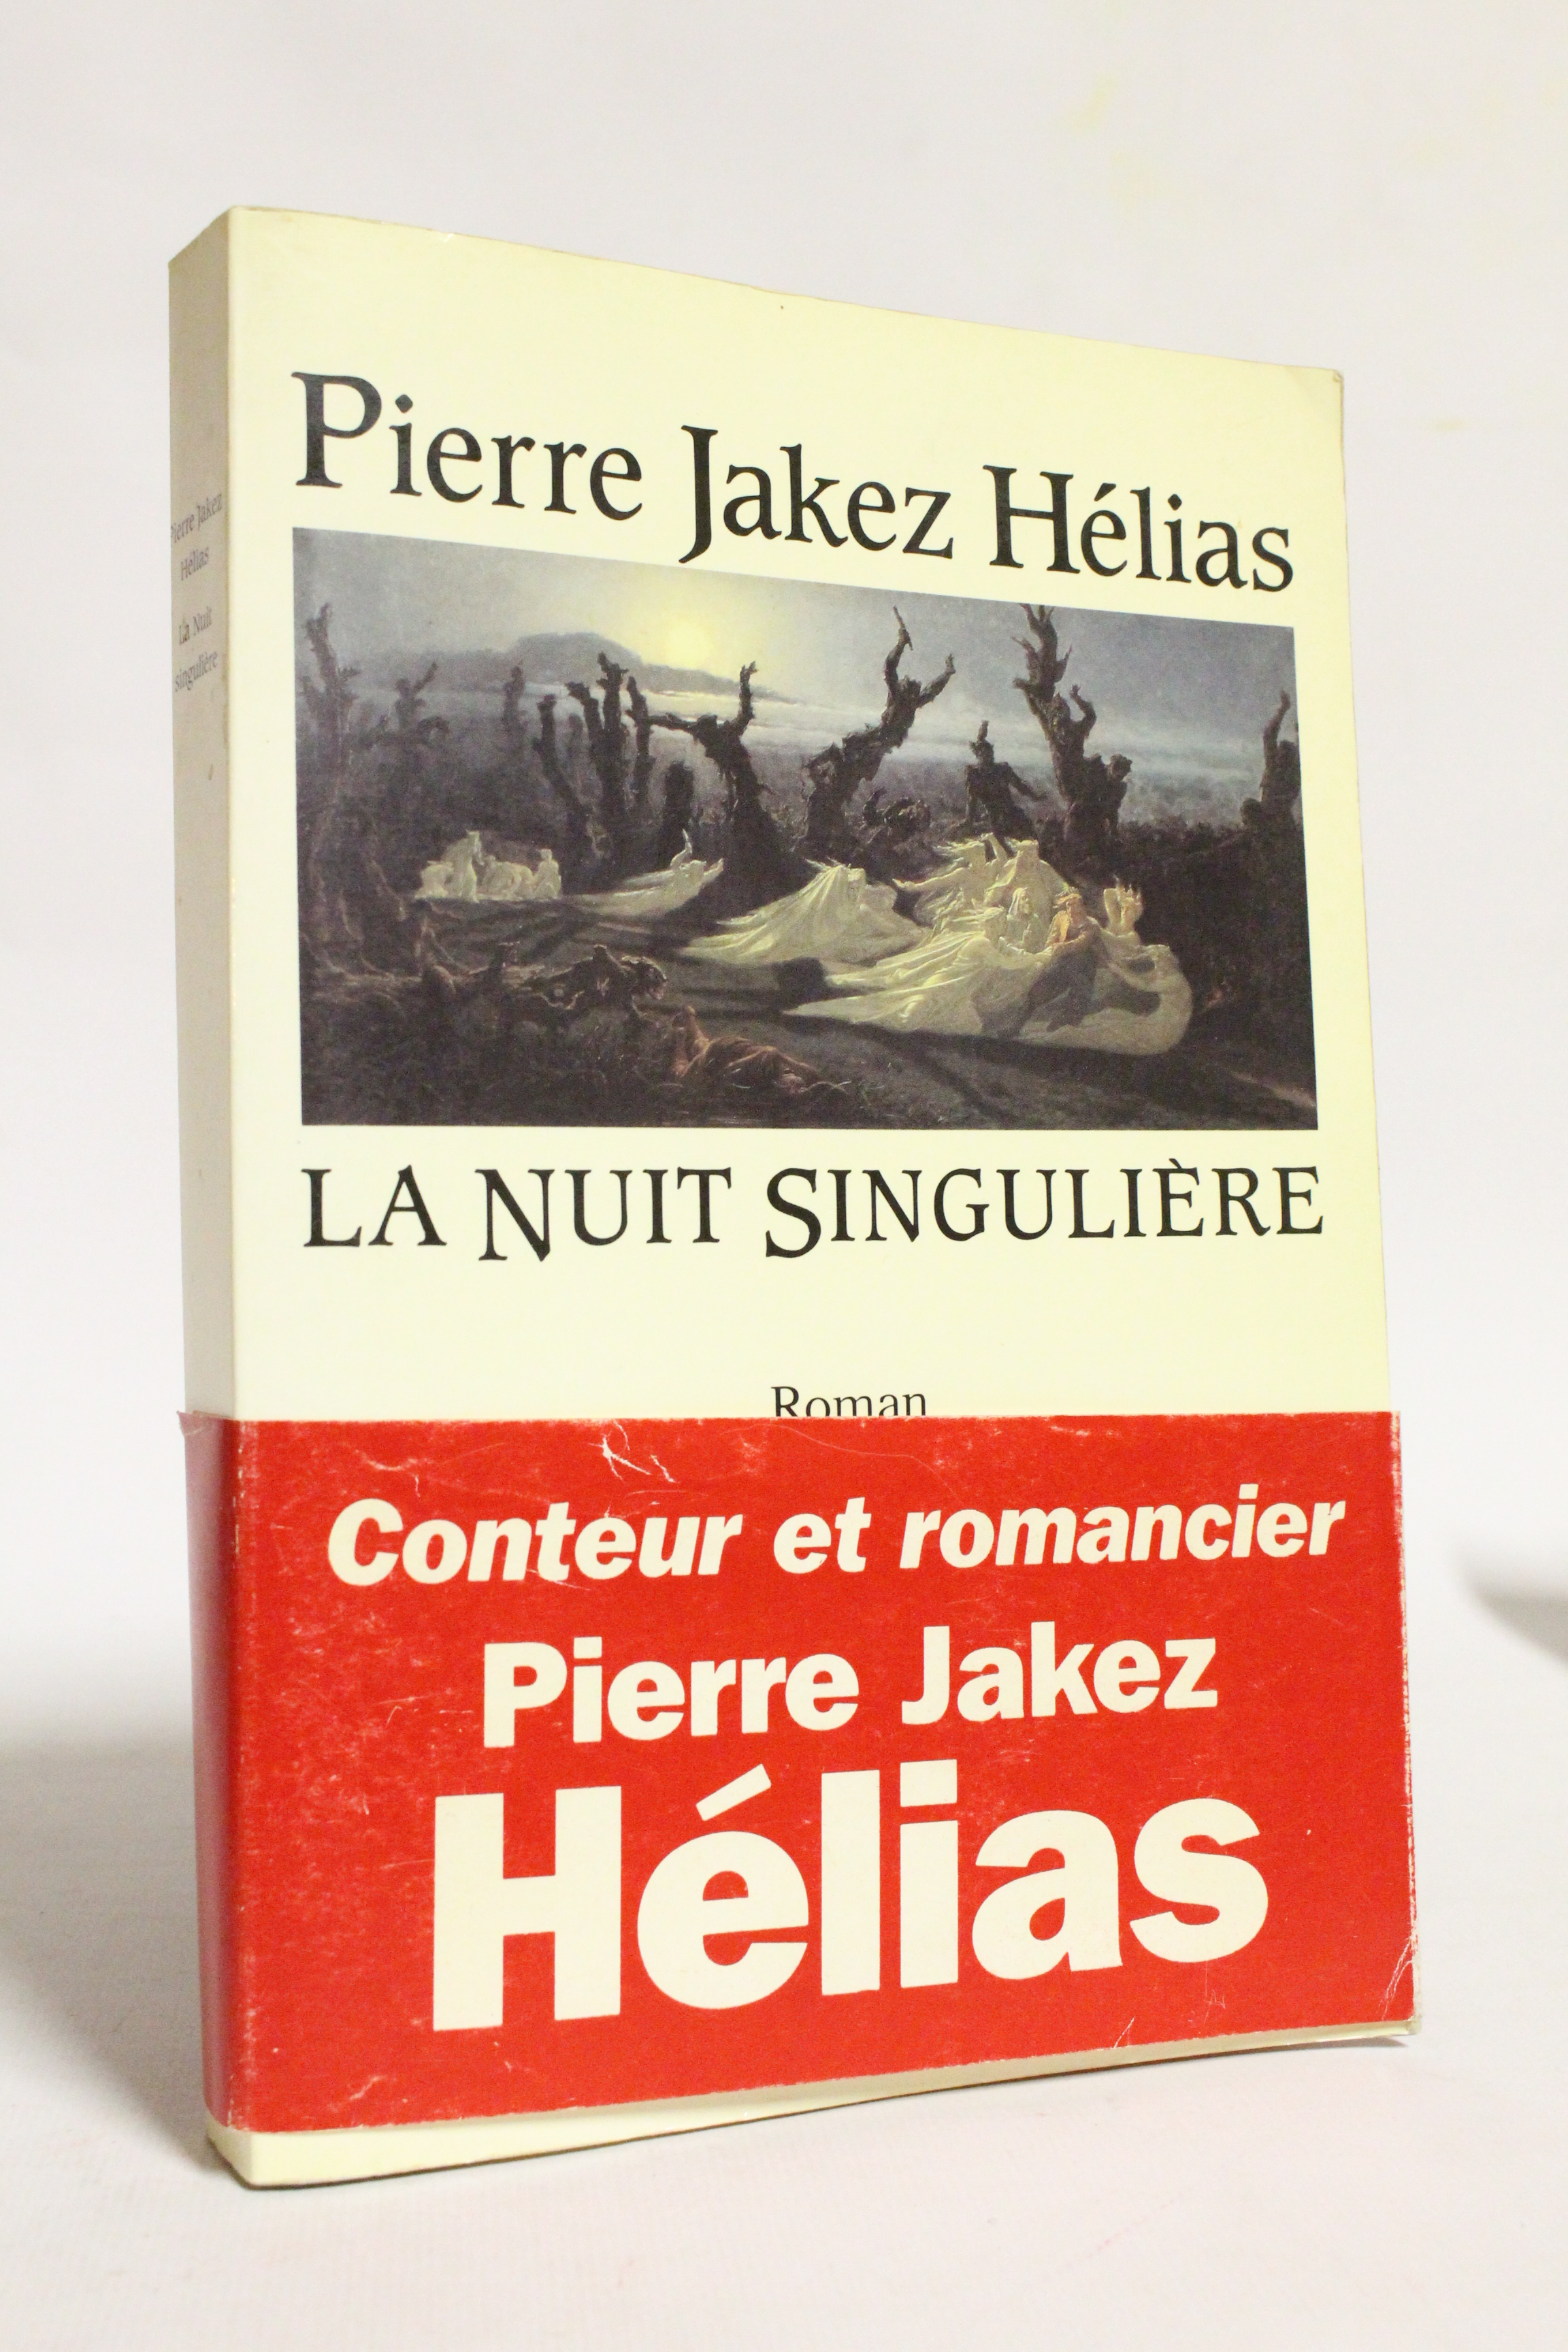 Pierre Jakez Hélias
LA NUIT SINGULIÈRE
Roman
Conteur et romancier
Pierre Jakez
Hélias
Pierre Jakez
Hélias
La Nuit
singulière